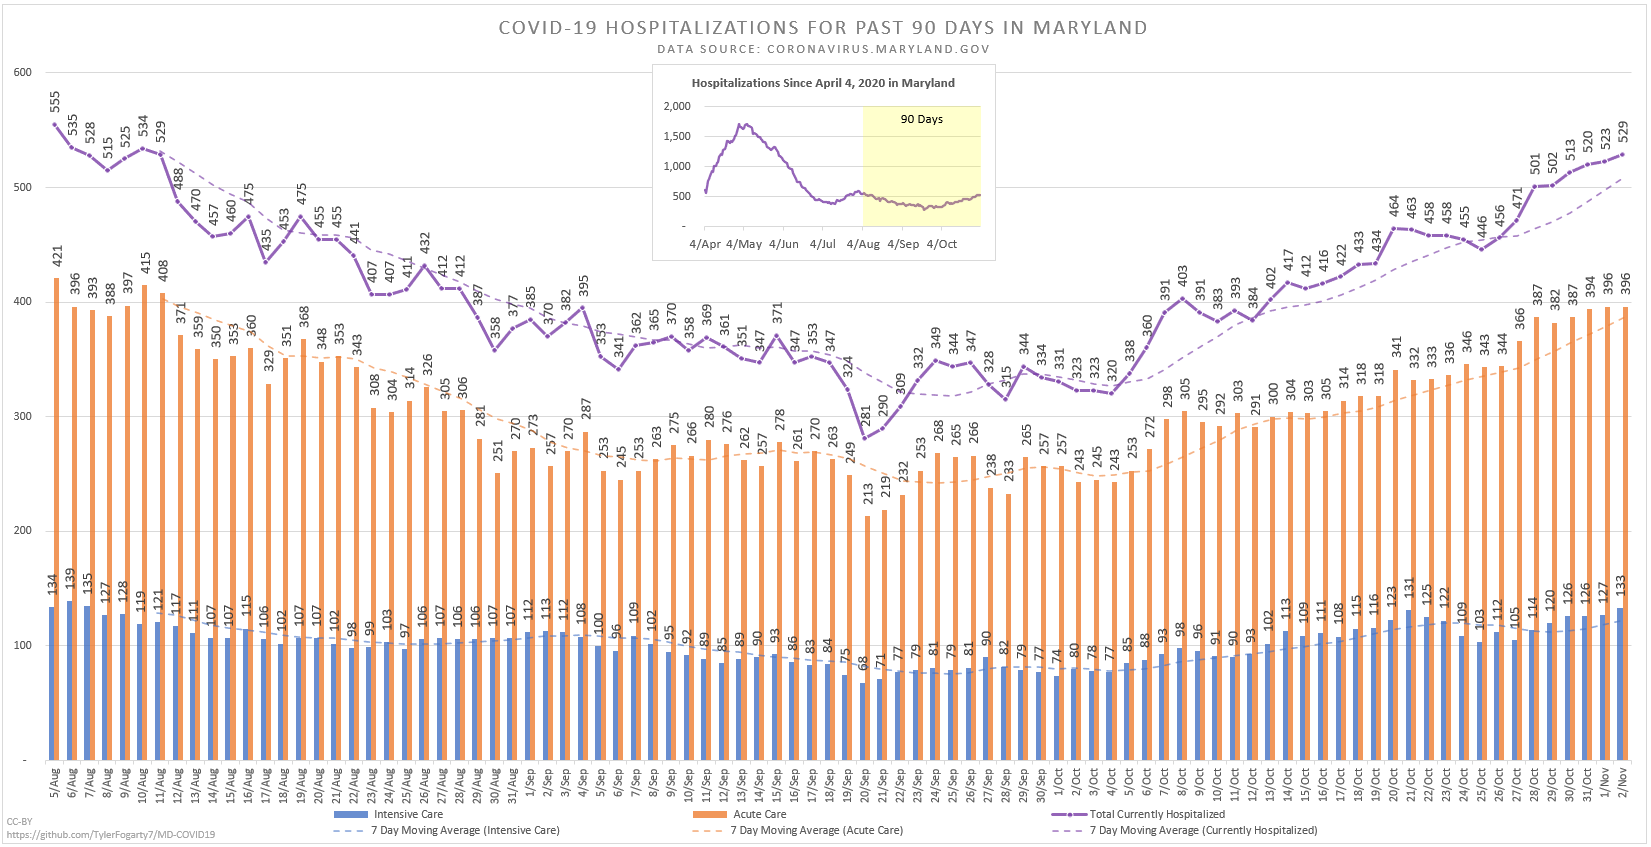 COVID-19 HOSPITALIZATIONS FOR PAST 90 DAYS IN MARYLAND
DATA SOURCE: CORONAVIRUS.MARYLAND.GOV
600
500
400
300
200
100
-
Hospitalizations Since April 4, 2020 in Maryland
2,000
1,500
1,000
500
-
90 Days
4/Apr 4/May 4/Jun 4/Jul 4/Aug 4/Sep 4/Oct
555 535 528 515 525 534 529 488 470 457 460 475 435 453 475 455 455 441 407 407 411 432 412 412 387 358 377 385 370 382 395 353 341 362 365 370 358 369 361 351 347 371 347 353 347 324 281 290 309 332 349 344 347 328 315 344 334 331 323 323 320 338 360 391 403 391 383 393 384 402 417 412 416 422 433 434 464 463 458 458 455 446 456 471 501 502 513 520 523 529
421 396 393 388 397 415 408 371 359 350 353 360 329 351 368 348 353 343 308 304 314 326 305 306 281 251 270 273 257 270 287 253 245 253 263 275 266 280 276 262 257 278 261 270 263 249 213 219 232 253 268 265 266 238 233 265 257 257 243 245 243 253 272 298 305 295 292 303 291 300 304 303 305 314 318 318 341 332 333 336 346 343 344 366 387 382 387 394 396 396
134 139 135 127 128 119 121 117 111 107 107 115 106 102 107 107 102 98 99 103 97 106 107 106 106 107 107 112 113 112 108 100 96 109 102 95 92 89 85 89 90 93 86 83 84 75 68 71 77 79 81 79 81 90 82 79 77 74 80 78 77 85 88 93 98 96 91 90 93 102 113 109 111 108 115 116 123 131 125 122 109 103 112 105 114 120 126 126 127 133
5/Aug 6/Aug 7/Aug 8/Aug 9/Aug 10/Aug 11/Aug 12/Aug 13/Aug 14/Aug 15/Aug 16/Aug 17/Aug 18/Aug 19/Aug 20/Aug 21/Aug 22/Aug 23/Aug 24/Aug 25/Aug 26/Aug 27/Aug 28/Aug 29/Aug 30/Aug 31/Aug 1/Sep 2/Sep 3/Sep 4/Sep 5/Sep 6/Sep 7/Sep 8/Sep 9/Sep 10/Sep 11/Sep 12/Sep 13/Sep 14/Sep 15/Sep 16/Sep 17/Sep 18/Sep 19/Sep 20/Sep 21/Sep 22/Sep 23/Sep 24/Sep 25/Sep 26/Sep 27/Sep 28/Sep 29/Sep 30/Sep 1/Oct 2/Oct 3/Oct 4/Oct 5/Oct 6/Oct 7/Oct 8/Oct 9/Oct 10/Oct 11/Oct 12/Oct 13/Oct 14/Oct 15/Oct 16/Oct 17/Oct 18/Oct 19/Oct 20/Oct 21/Oct 22/Oct 23/Oct 24/Oct 25/Oct 26/Oct 27/Oct 28/Oct 29/Oct 30/Oct 31/Oct 1/Nov 2/Nov
Intensive Care Acute Care Total Currently Hospitalized
7 Day Moving Average (Intensive Care) 7 Day Moving Average (Acute Care) 7 Day Moving Average (Currently Hospitalized)
CC-BY
https://github.com/TylerFogarty7/MD-COVID19